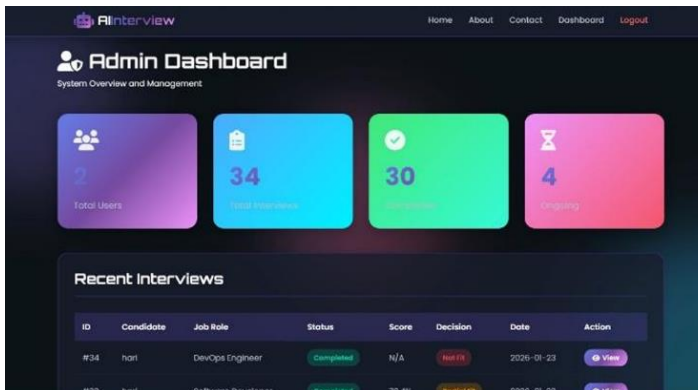 AIInterview
Home About Contact Dashboard Logout
Admin Dashboard
System Overview and Management
2
Total Users
34
Total Interviews
30
Completed
4
Ongoing
Recent Interviews
ID Candidate Job Role Status Score Decision Date Action
#34 hari DevOps Engineer Completed N/A Not Fit 2026-01-23 View